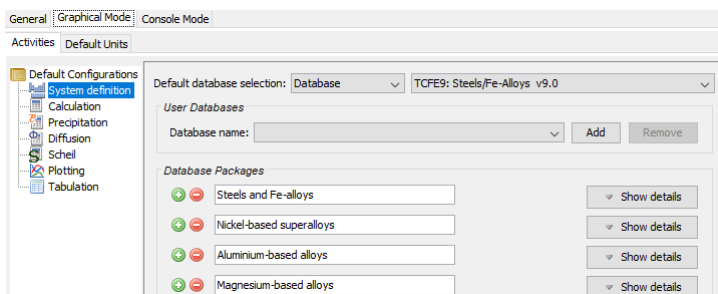 General Graphical Mode Console Mode
Activities Default Units
Default Configurations
System definition
Calculation
Precipitation
Diffusion
Scheil
Plotting
Tabulation
Default database selection: Database TCFE9: Steels/Fe-Alloys v9.0
User Databases
Database name: Add Remove
Database Packages
Steels and Fe-alloys Show details
Nickel-based superalloys Show details
Aluminium-based alloys Show details
Magnesium-based alloys Show details